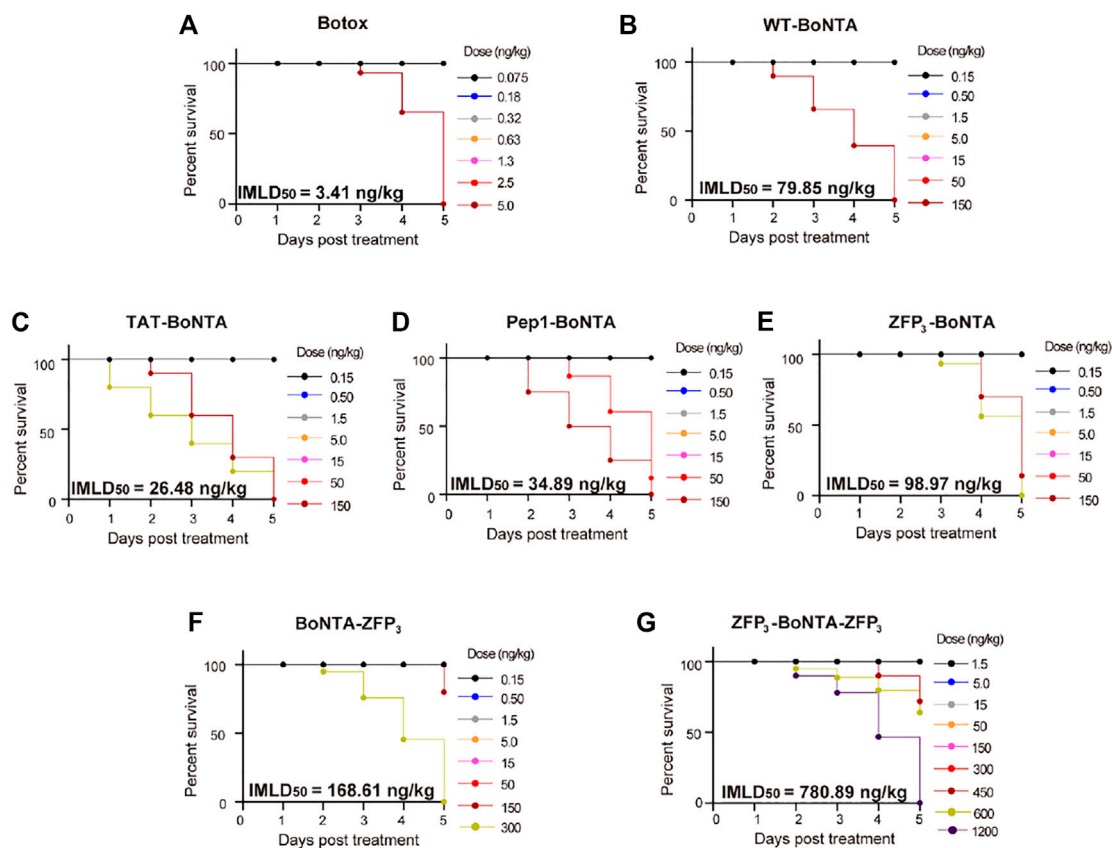 A
Botox
Dose (ng/kg)
0.075
0.18
0.32
0.63
1.3
2.5
5.0
Percent survival
100
50
0
IMLD50 = 3.41 ng/kg
0 1 2 3 4 5
Days post treatment
B
WT-BoNTA
Dose (ng/kg)
0.15
0.50
1.5
5.0
15
50
150
Percent survival
100
50
0
IMLD50 = 79.85 ng/kg
0 1 2 3 4 5
Days post treatment
C
TAT-BoNTA
Dose (ng/kg)
0.15
0.50
1.5
5.0
15
50
150
Percent survival
100
50
0
IMLD50 = 26.48 ng/kg
0 1 2 3 4 5
Days post treatment
D
Pep1-BoNTA
Dose (ng/kg)
0.15
0.50
1.5
5.0
15
50
150
Percent survival
100
50
0
IMLD50 = 34.89 ng/kg
0 1 2 3 4 5
Days post treatment
E
ZFP3-BoNTA
Dose (ng/kg)
0.15
0.50
1.5
5.0
15
50
150
Percent survival
100
50
0
IMLD50 = 98.97 ng/kg
0 1 2 3 4 5
Days post treatment
F
BoNTA-ZFP3
Dose (ng/kg)
0.15
0.50
1.5
5.0
15
50
150
300
Percent survival
100
50
0
IMLD50 = 168.61 ng/kg
0 1 2 3 4 5
Days post treatment
G
ZFP3-BoNTA-ZFP3
Dose (ng/kg)
1.5
5.0
15
50
150
300
450
600
1200
Percent survival
100
50
0
IMLD50 = 780.89 ng/kg
0 1 2 3 4 5
Days post treatment